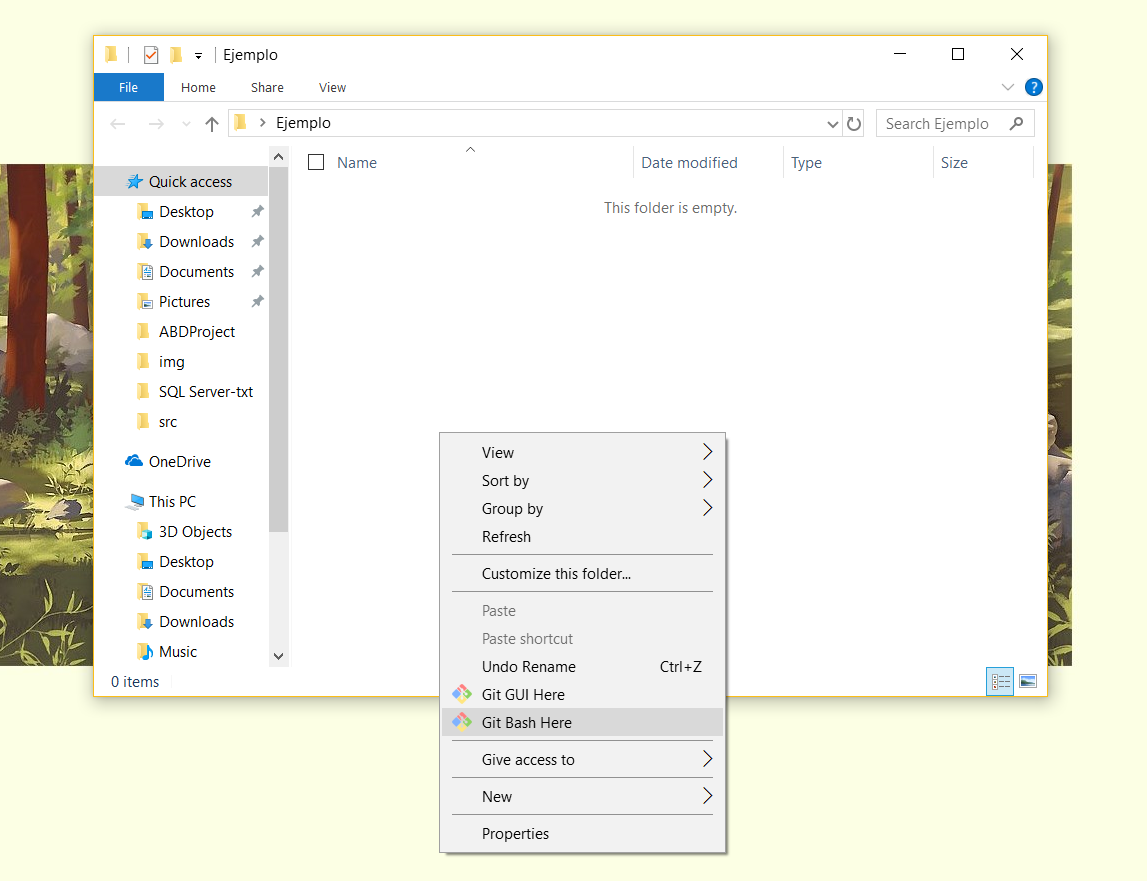 Ejemplo
File Home Share View
?
Ejemplo
Search Ejemplo
Name Date modified Type Size
This folder is empty.
Quick access
Desktop
Downloads
Documents
Pictures
ABDProject
img
SQL Server-txt
src
OneDrive
This PC
3D Objects
Desktop
Documents
Downloads
Music
0 items
View
Sort by
Group by
Refresh
Customize this folder...
Paste
Paste shortcut
Undo Rename Ctrl+Z
Git GUI Here
Git Bash Here
Give access to
New
Properties